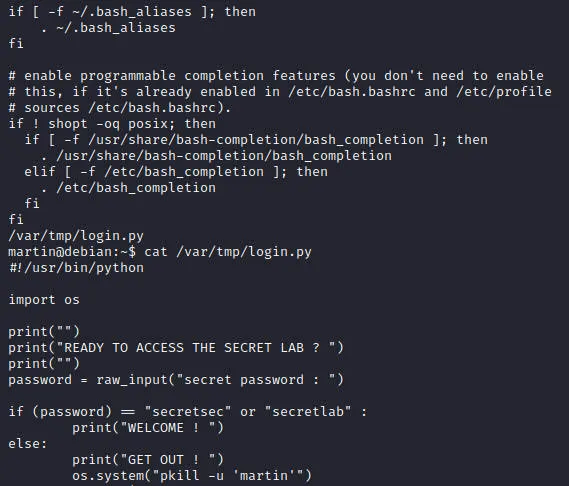 if [ -f ~/.bash_aliases ]; then
    . ~/.bash_aliases
fi
# enable programmable completion features (you don't need to enable
# this, if it's already enabled in /etc/bash.bashrc and /etc/profile
# sources /etc/bash.bashrc).
if ! shopt -oq posix; then
  if [ -f /usr/share/bash-completion/bash_completion ]; then
    . /usr/share/bash-completion/bash_completion
  elif [ -f /etc/bash_completion ]; then
    . /etc/bash_completion
  fi
fi
/var/tmp/login.py
martin@debian:~$ cat /var/tmp/login.py
#!/usr/bin/python
import os
print("")
print("READY TO ACCESS THE SECRET LAB ? ")
print("")
password = raw_input("secret password : ")
if (password) == "secretsec" or "secretlab" :
        print("WELCOME ! ")
else:
        print("GET OUT ! ")
        os.system("pkill -u 'martin'")